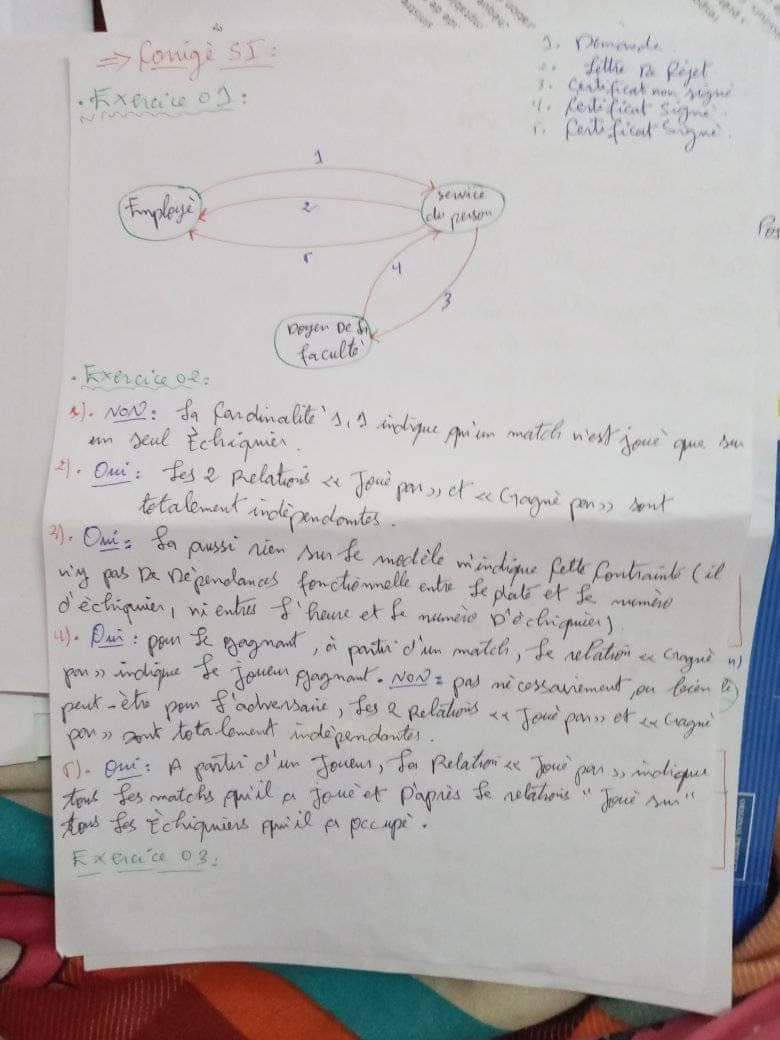 => Corrigé SI :
1. Demande
2. Lettre De Rejet
3. Certificat non signé
4. Certificat Signé.
5. Certificat Signé.
. Exercice 01 :
1
Employé
2
service du person
5
4
3
Doyen De la faculté
. Exercice 02 :
1). NON : La Cardinalité 1,1 indique qu'un match n'est joué que sur
un seul Échiquier.
2). Oui : Les 2 Relations « Joué par » et « Gagné par » sont
totalement indépendantes.
3). Oui : La aussi rien sur le modèle n'indique Cette Contrainte (il
n'y pas De Dépendances fonctionnelle entre le date et le numéro
d'échiquier, ni entres l'heure et le numéro D'échiquier)
4). Oui : pour le gagnant, à partir d'un match, le relation « Gagné
par » indique le joueur gagnant. NON : pas nécessairement, ou bien
peut-être pour l'adversaire, Les 2 Relations « Joué par » et « Gagné
par » sont totalement indépendantes.
5). Oui : A partir d'un Joueur, La Relation « Joué par » indique
tous les matchs qu'il a joué et D'après le relations "Joué sur"
tous les Échiquiers qu'il a occupé.
Exercice 03 :